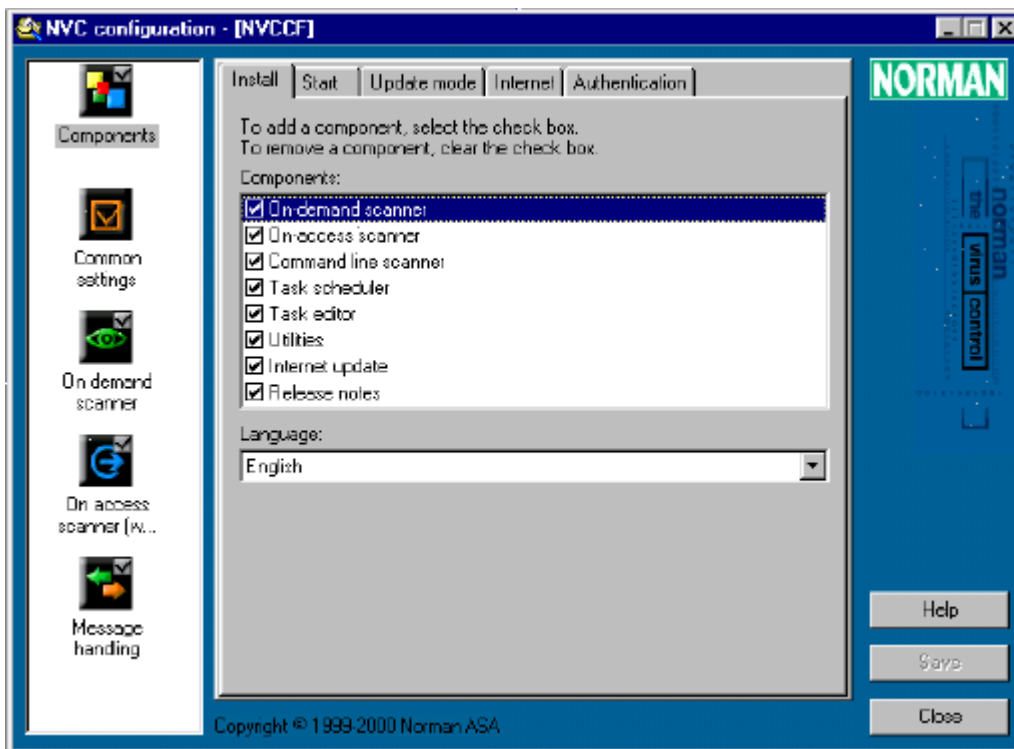 NVC configuration - [NVCCF]
Components
Common
settings
On demand
scanner
On access
scanner (w...
Message
handling
Install
Start
Update mode
Internet
Authentication
To add a component, select the check box.
To remove a component, clear the check box.
Components:
On-demand scanner
On-access scanner
Command line scanner
Task scheduler
Task editor
Utilities
Internet update
Release notes
Language:
English
Copyright © 1999-2000 Norman ASA
NORMAN
norman
the virus control
Help
Save
Close